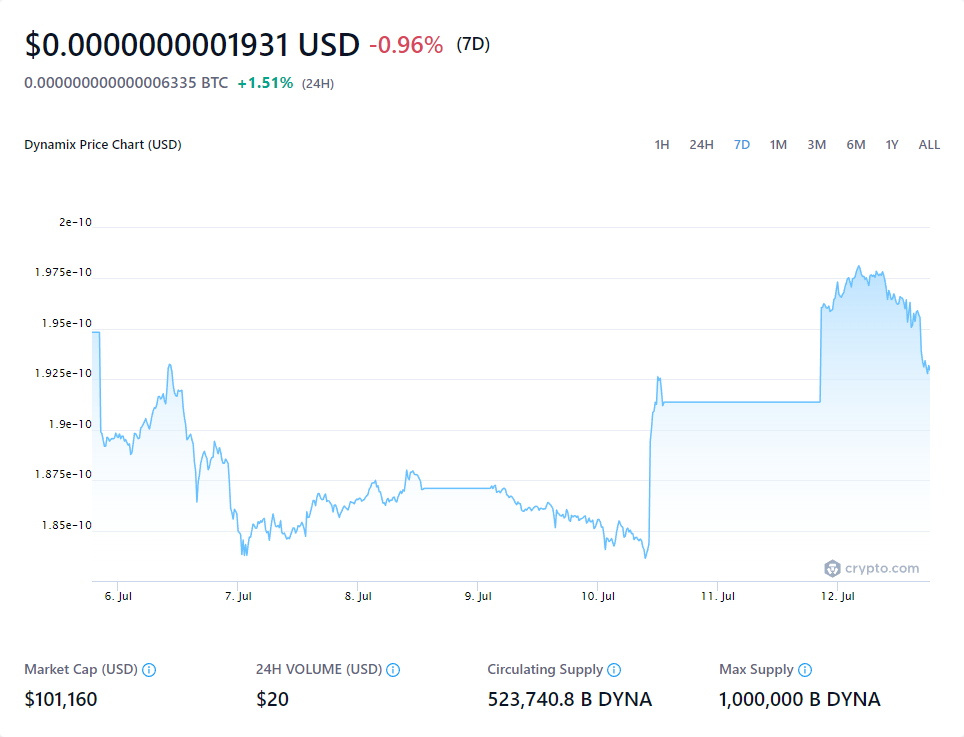 $0.0000000001931 USD -0.96% (7D)
0.000000000000006335 BTC +1.51% (24H)
Dynamix Price Chart (USD) 1H 24H 7D 1M 3M 6M 1Y ALL
2e-10
1.975e-10
1.95e-10
1.925e-10
1.9e-10
1.875e-10
1.85e-10
crypto.com
6. Jul 7. Jul 8. Jul 9. Jul 10. Jul 11. Jul 12. Jul
Market Cap (USD) 24H VOLUME (USD) Circulating Supply Max Supply
$101,160 $20 523,740.8 B DYNA 1,000,000 B DYNA